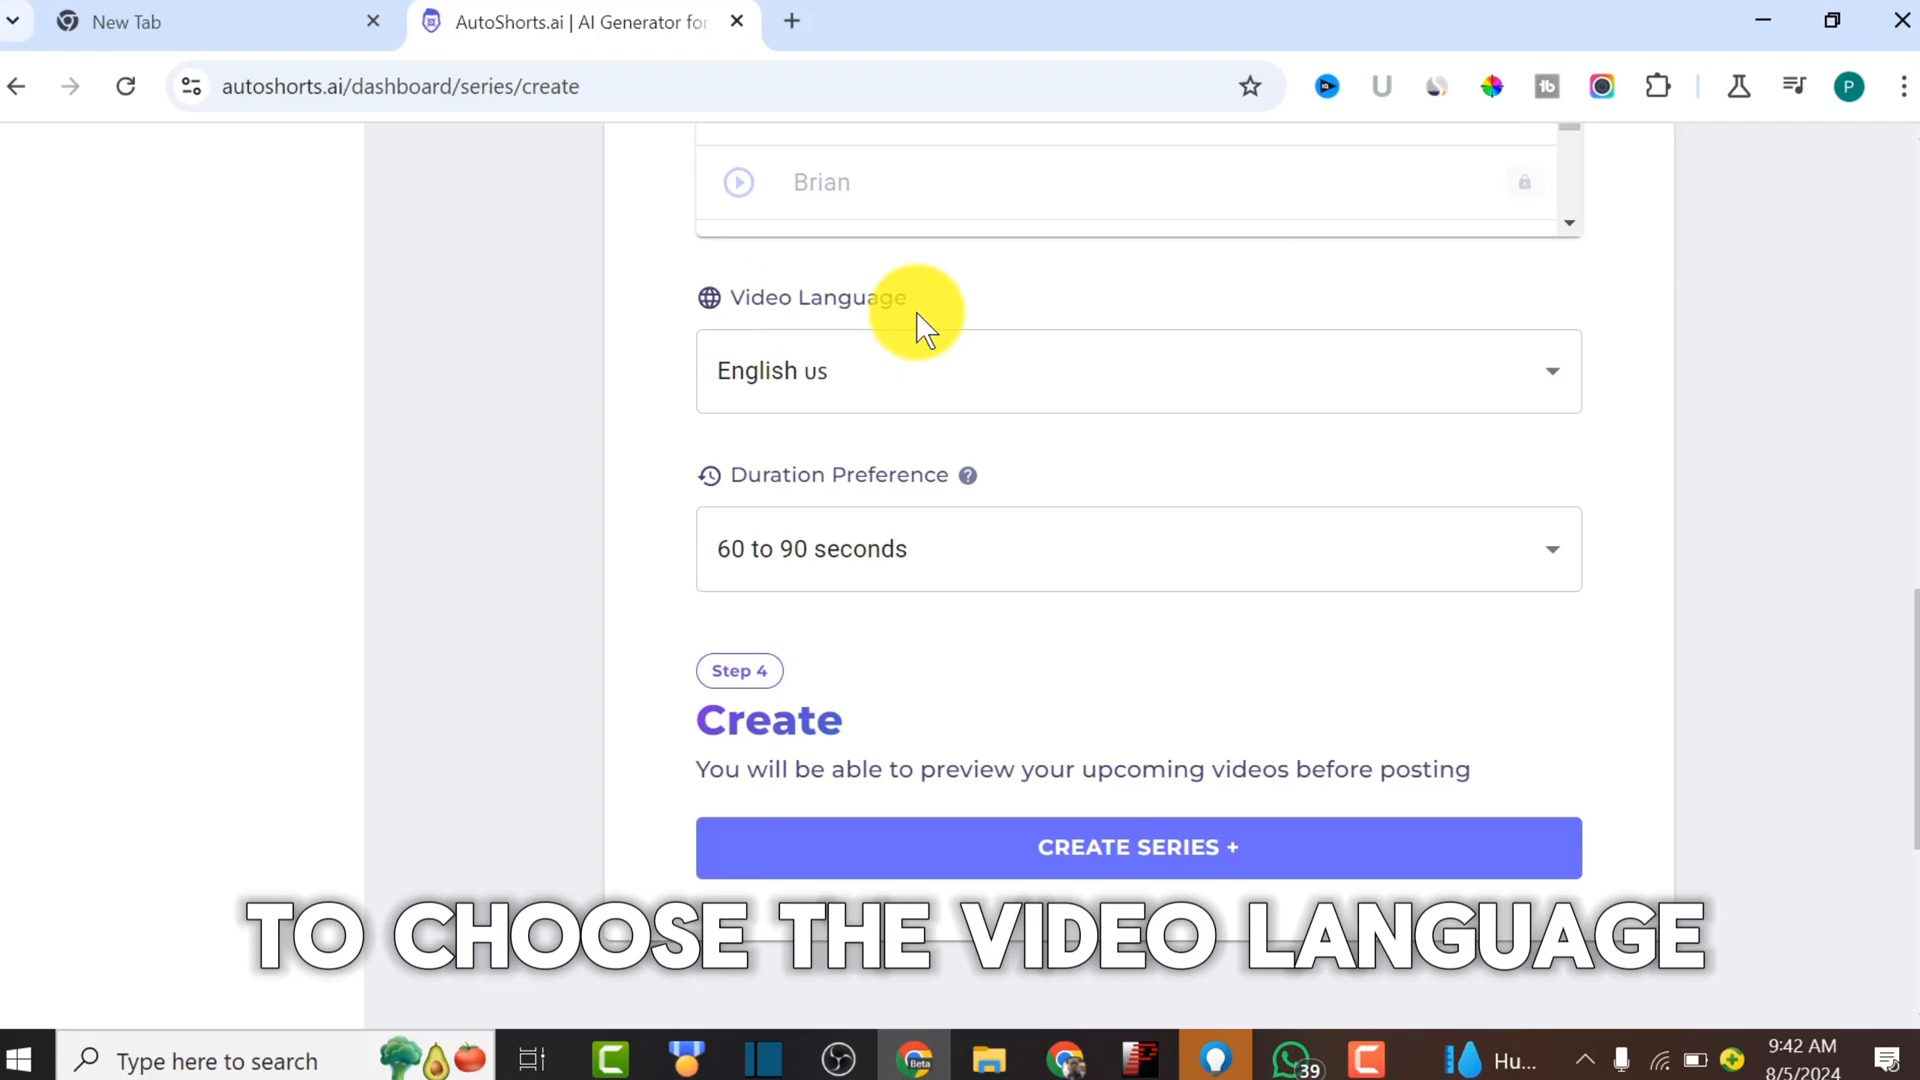 New Tab
AutoShorts.ai | AI Generator for
autoshorts.ai/dashboard/series/create
U
tb
P
Brian
Video Language
English us
Duration Preference ?
60 to 90 seconds
Step 4
Create
You will be able to preview your upcoming videos before posting
CREATE SERIES +
TO CHOOSE THE VIDEO LANGUAGE
Type here to search
Beta
39
Hu...
9:42 AM
8/5/2024